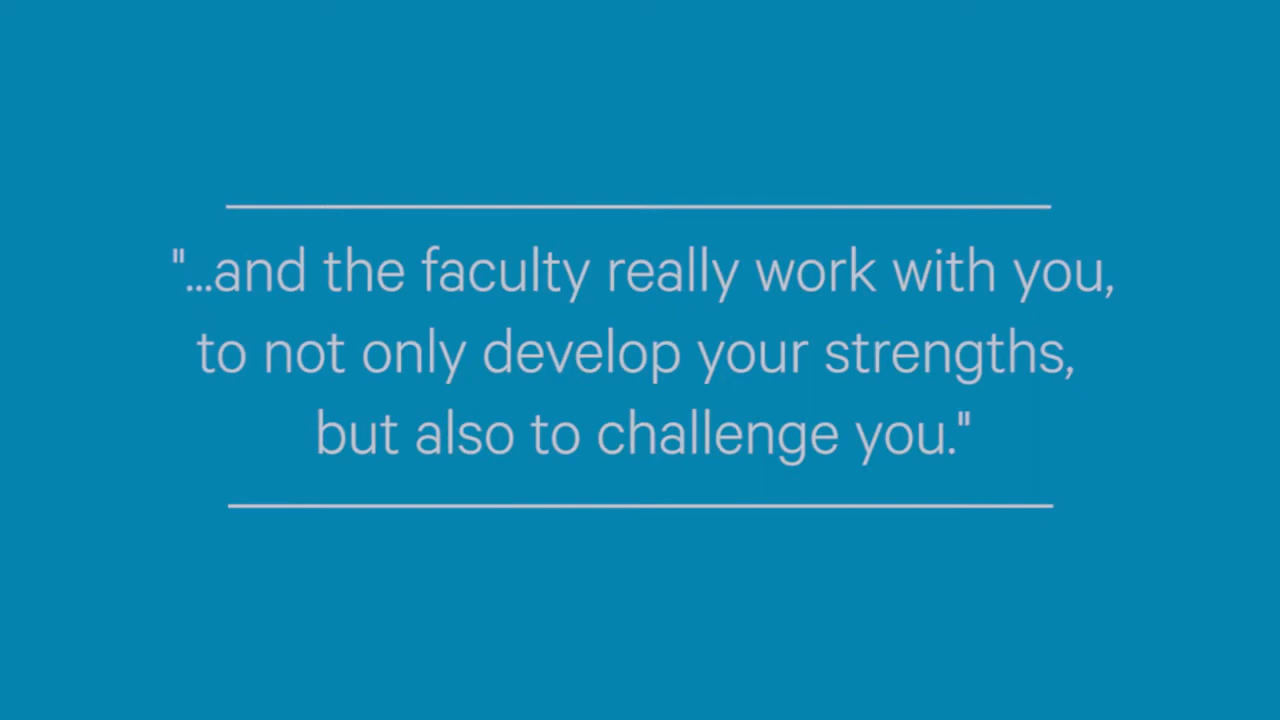 "...and the faculty really work with you,
to not only develop your strengths,
but also to challenge you."